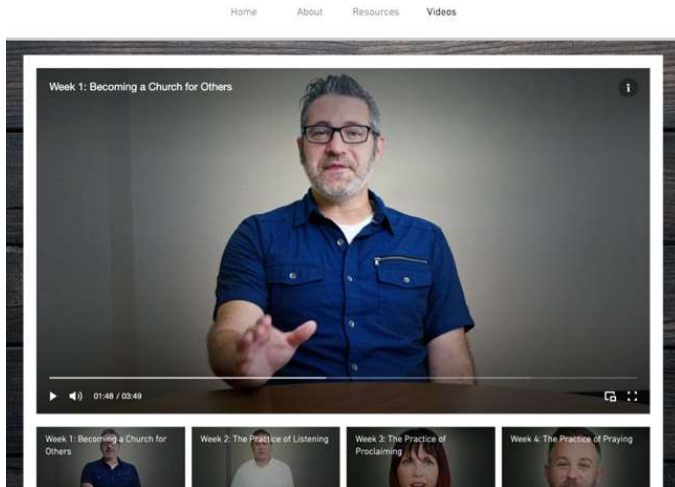 Home About Resources Videos
Week 1: Becoming a Church for Others
i
01:48 / 03:49
Week 1: Becoming a Church for
Others
Week 2: The Practice of Listening
Week 3: The Practice of
Proclaiming
Week 4: The Practice of Praying